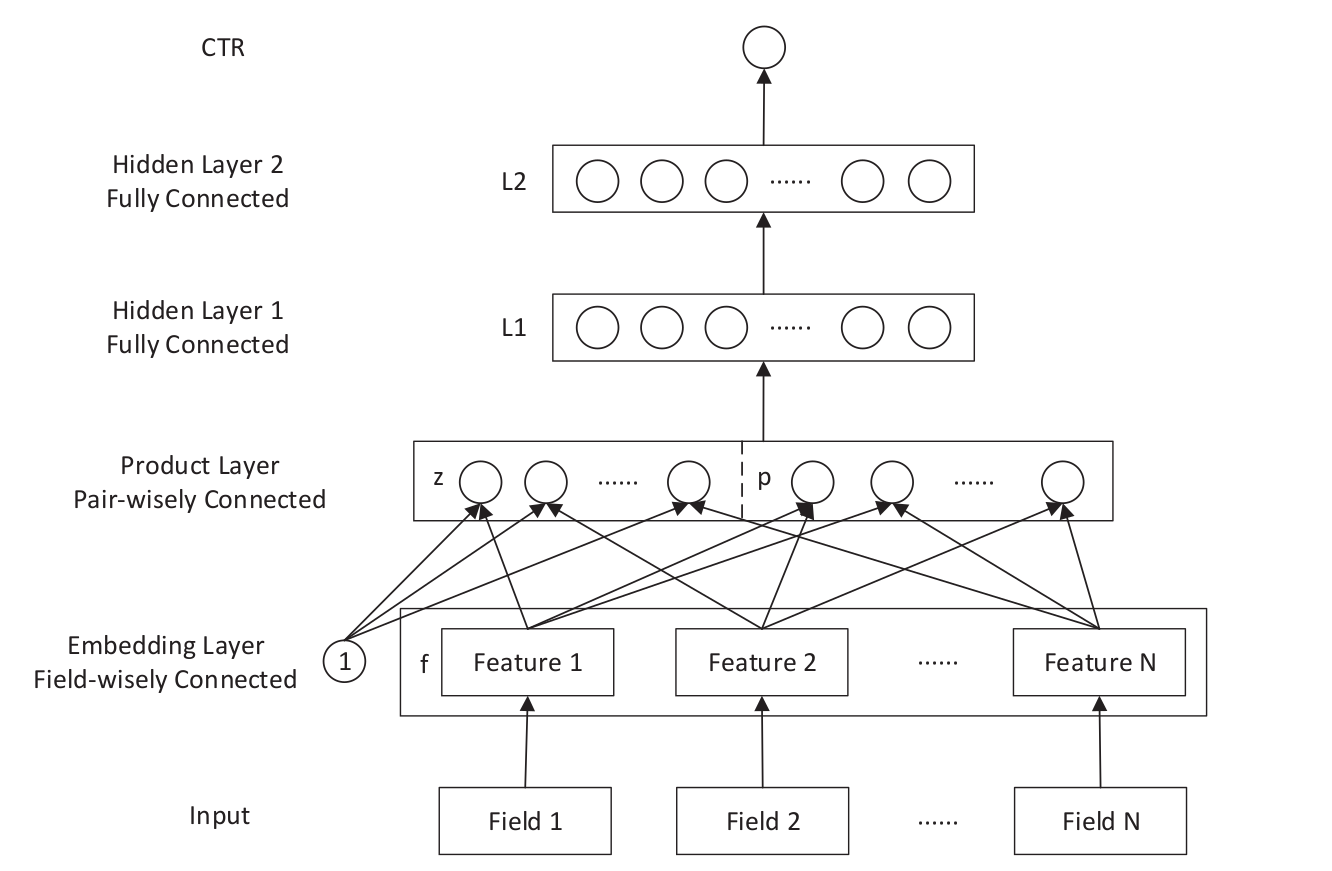 CTR
Hidden Layer 2
Fully Connected
L2
......
Hidden Layer 1
Fully Connected
L1
......
Product Layer
Pair-wisely Connected
z
......
p
......
Embedding Layer
Field-wisely Connected
1
f
Feature 1
Feature 2
......
Feature N
Input
Field 1
Field 2
......
Field N